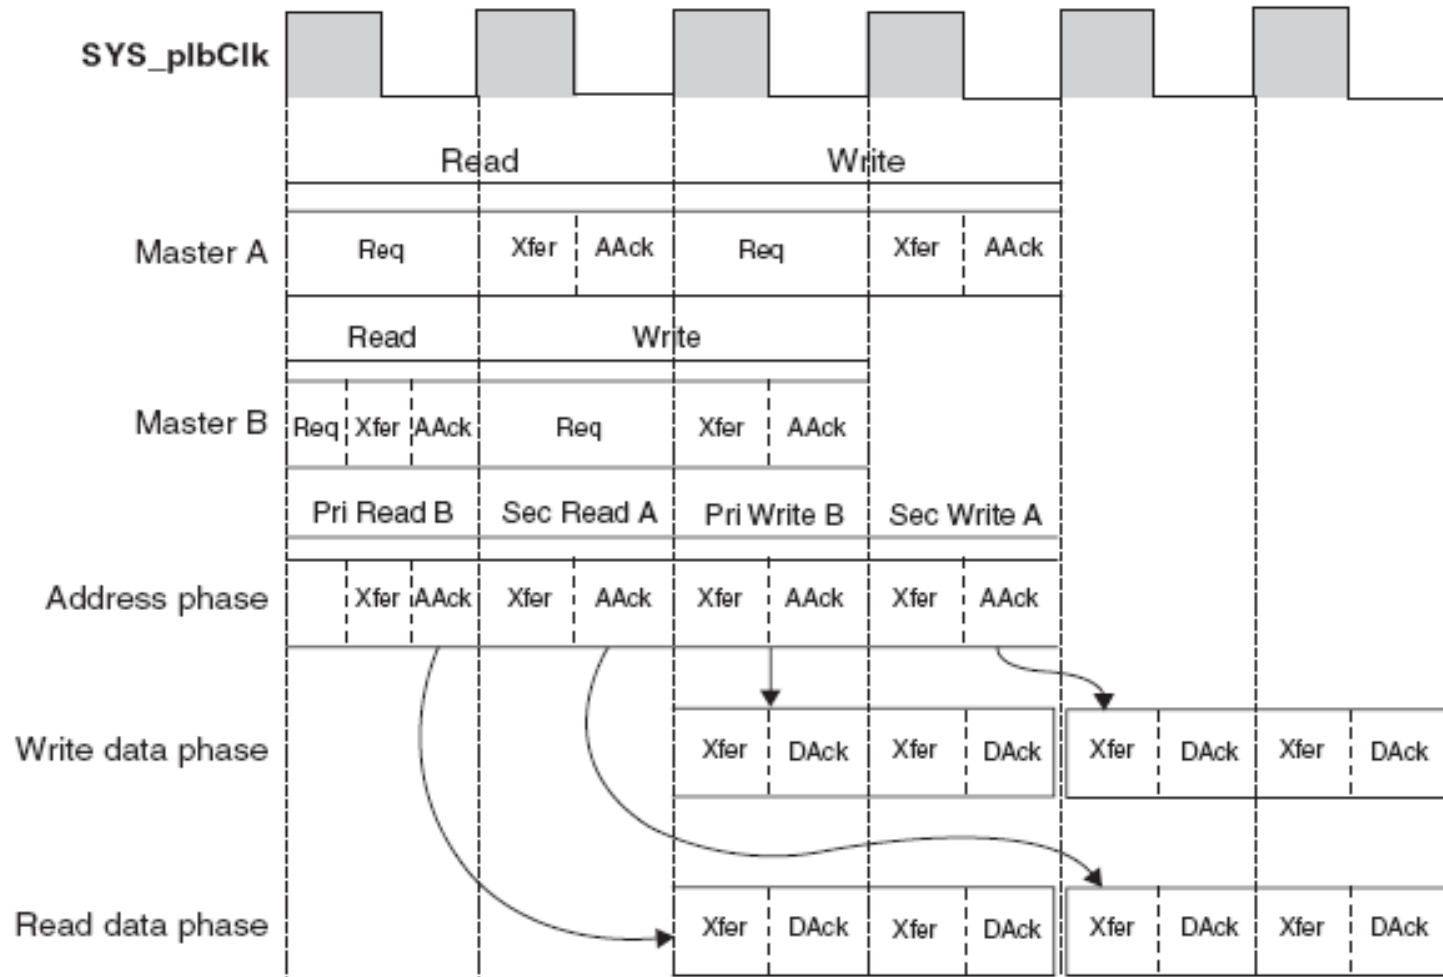 SYS_plbClk
Read Write
Master A Req Xfer AAck Req Xfer AAck
Read Write
Master B Req Xfer AAck Req Xfer AAck
Pri Read B Sec Read A Pri Write B Sec Write A
Address phase Xfer AAck Xfer AAck Xfer AAck Xfer AAck
Write data phase Xfer DAck Xfer DAck Xfer DAck Xfer DAck
Read data phase Xfer DAck Xfer DAck Xfer DAck Xfer DAck